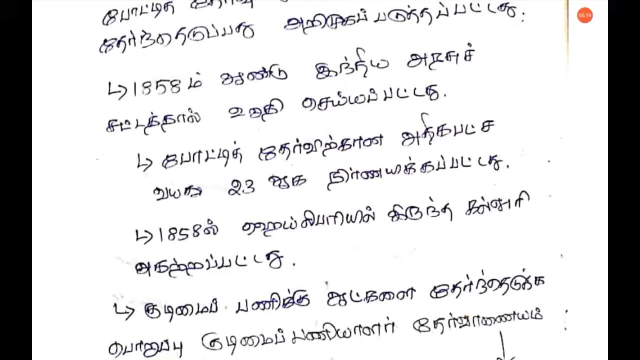 போட்டித் தேர்வு
தேர்ந்தெடுப்பது அறிமுகப் படுத்தப்பட்டது.
↳ 1858ம் ஆண்டு இந்திய அரசுச்
சட்டத்தால் உறுதி செய்யப்பட்டது.
↳ போட்டித் தேர்விற்கான அதிகபட்ச
வயது 23 ஆக நிர்ணயிக்கப்பட்டது.
↳ 1858ல் ஹெய்லிபரியில் இருந்த கல்லூரி
அகற்றப்பட்டது.
↳ குடிமைப் பணிக்கு ஆட்களை தேர்ந்தெடுக்க
பொறுப்பு குடிமைப் பணியாளர் தேர்வாணையம்